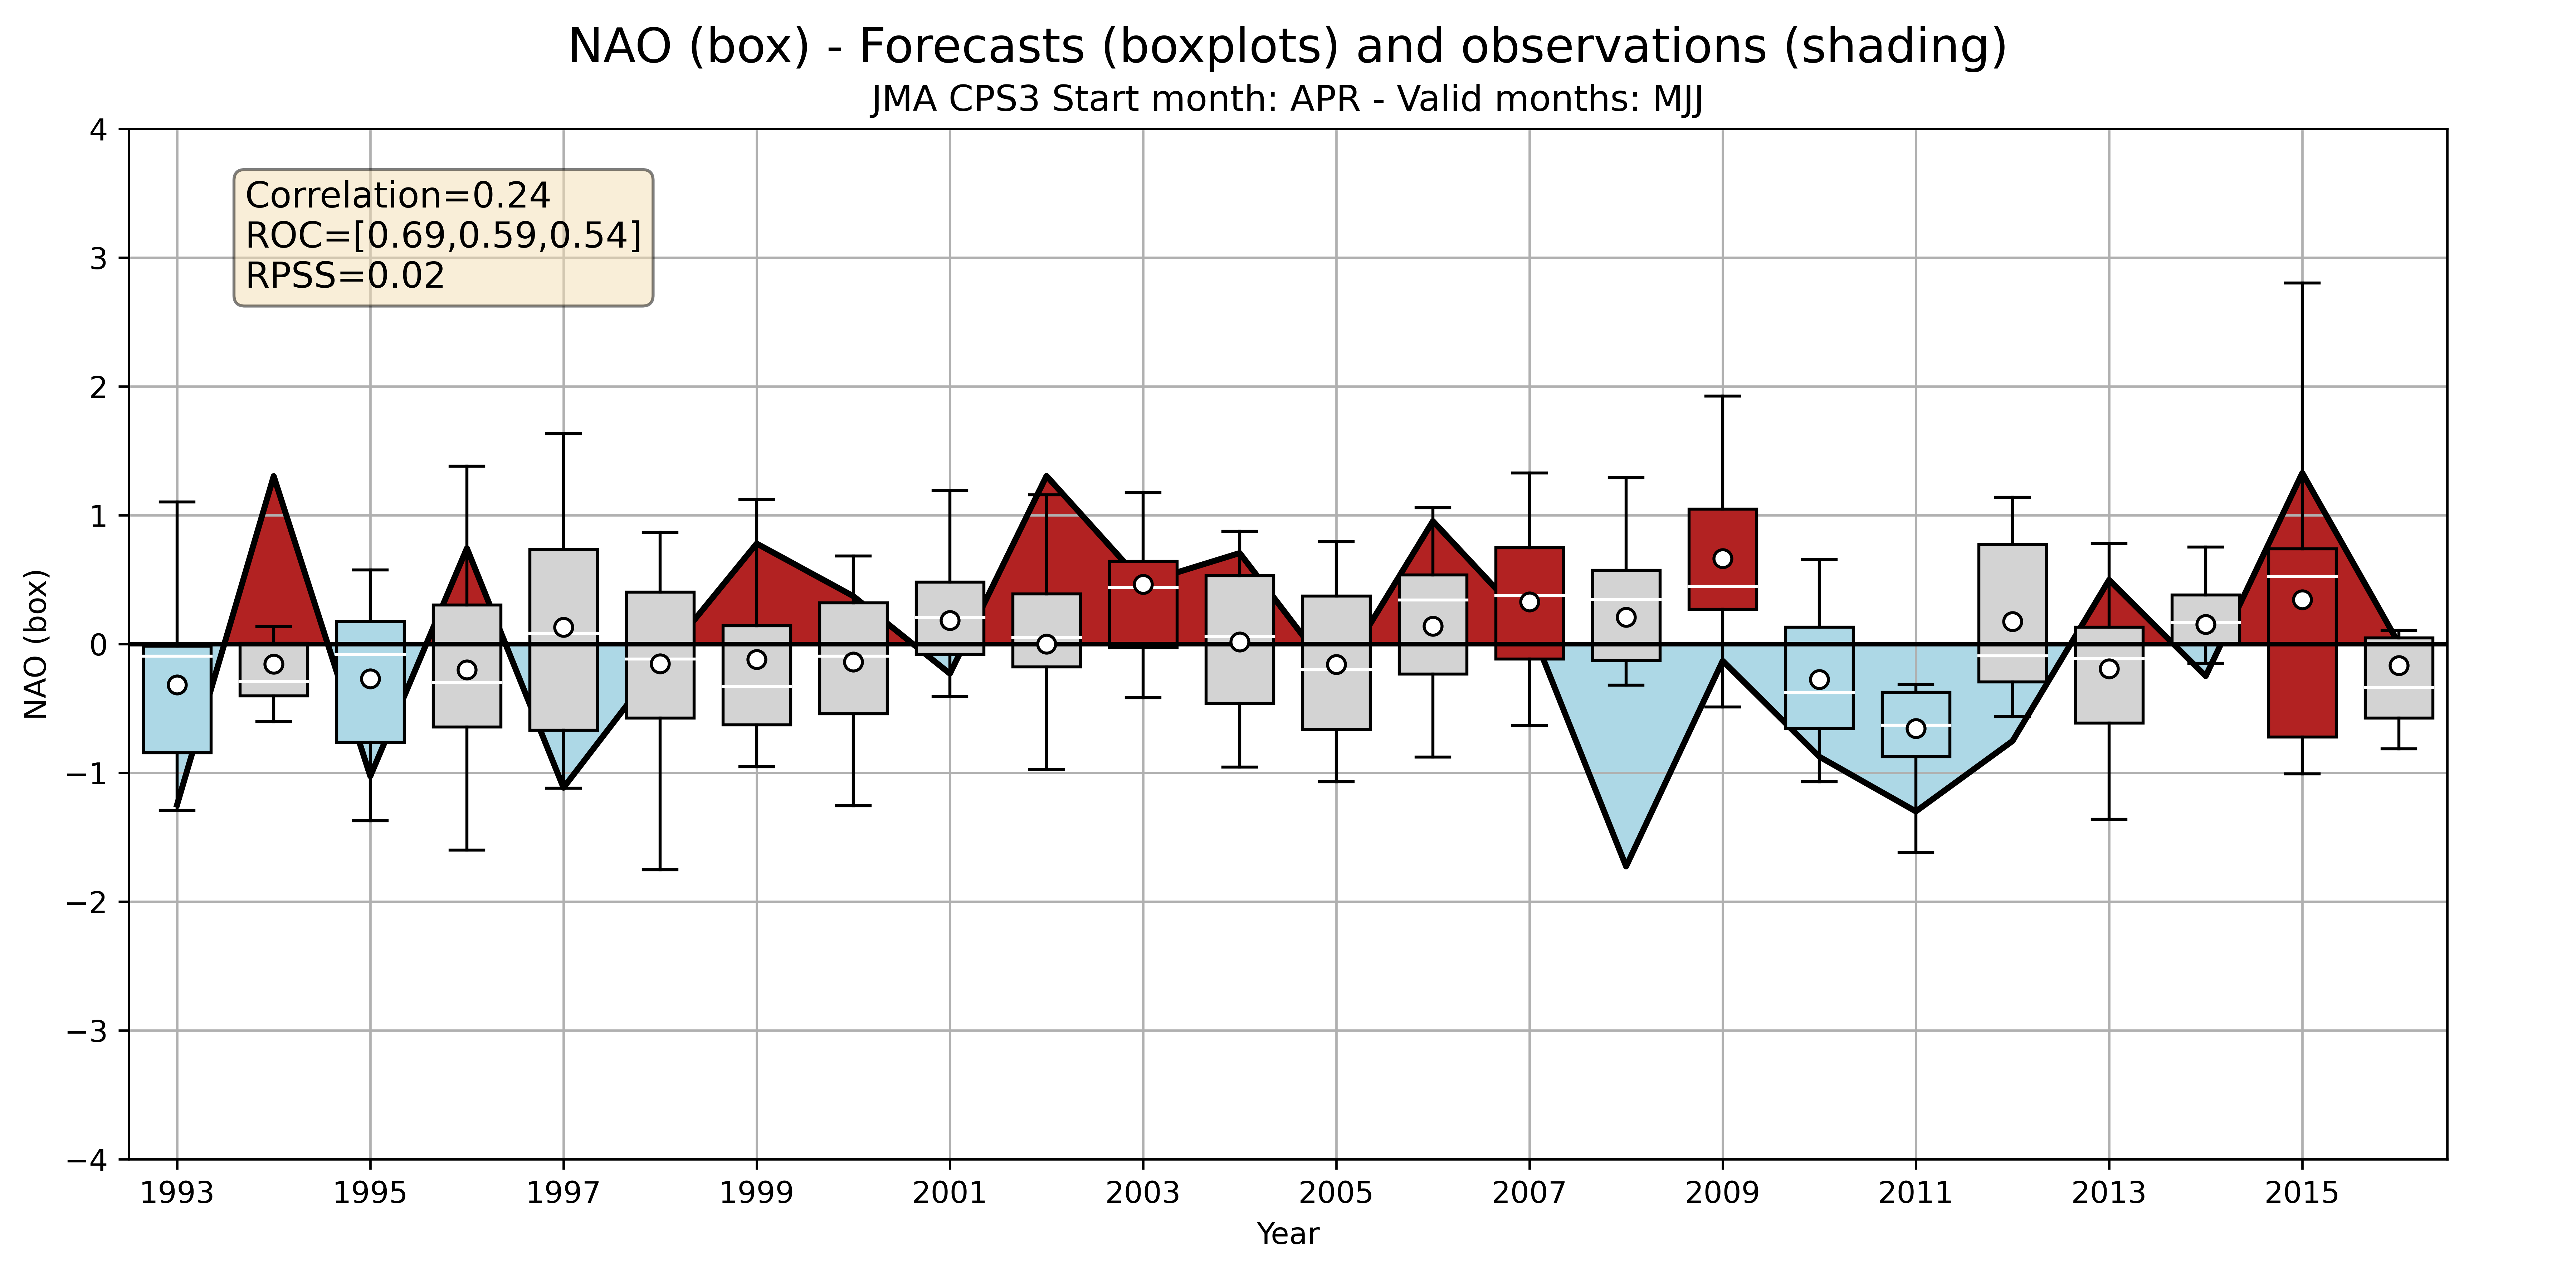 NAO (box) - Forecasts (boxplots) and observations (shading)
JMA CPS3 Start month: APR - Valid months: MJJ
Correlation=0.24
ROC=[0.69,0.59,0.54]
RPSS=0.02
NAO (box)
4
3
2
1
0
−1
−2
−3
−4
1993 1995 1997 1999 2001 2003 2005 2007 2009 2011 2013 2015
Year